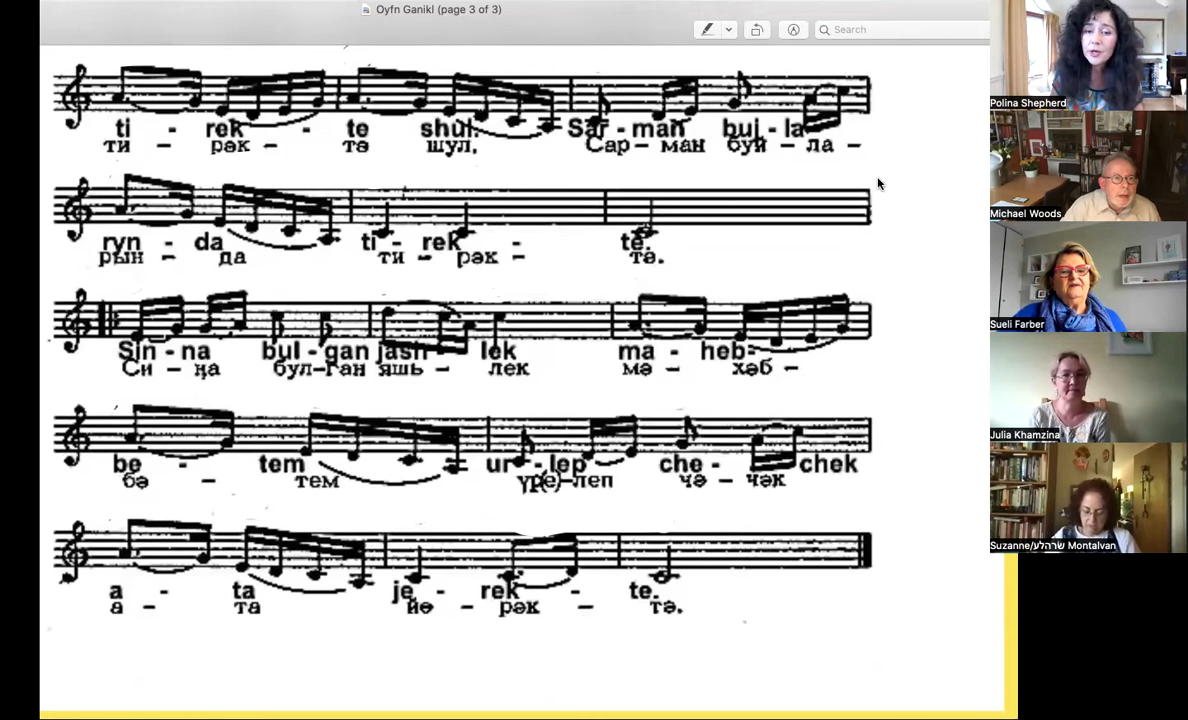 Oyfn Ganikl (page 3 of 3)
Search
ti - rek - te shul. Sar - man buj - la
ти – рәк – тә шул, Сар – ман буй – ла –
ryn - da ti - rek - te.
рын – да ти – рәк – тә.
Sin - na bul - gan jash - lek ma - heb-
Си – ңа бул–ган яшь – лек мә – хәб –
be - tem ur - lep che - chek
бә – тем үр(е)–леп чә – чәк
a - ta je - rek - te.
а – та йө – рәк – тә.
Polina Shepherd
Michael Woods
Sueli Farber
Julia Khamzina
Suzanne/שׂרהלע Montalvan